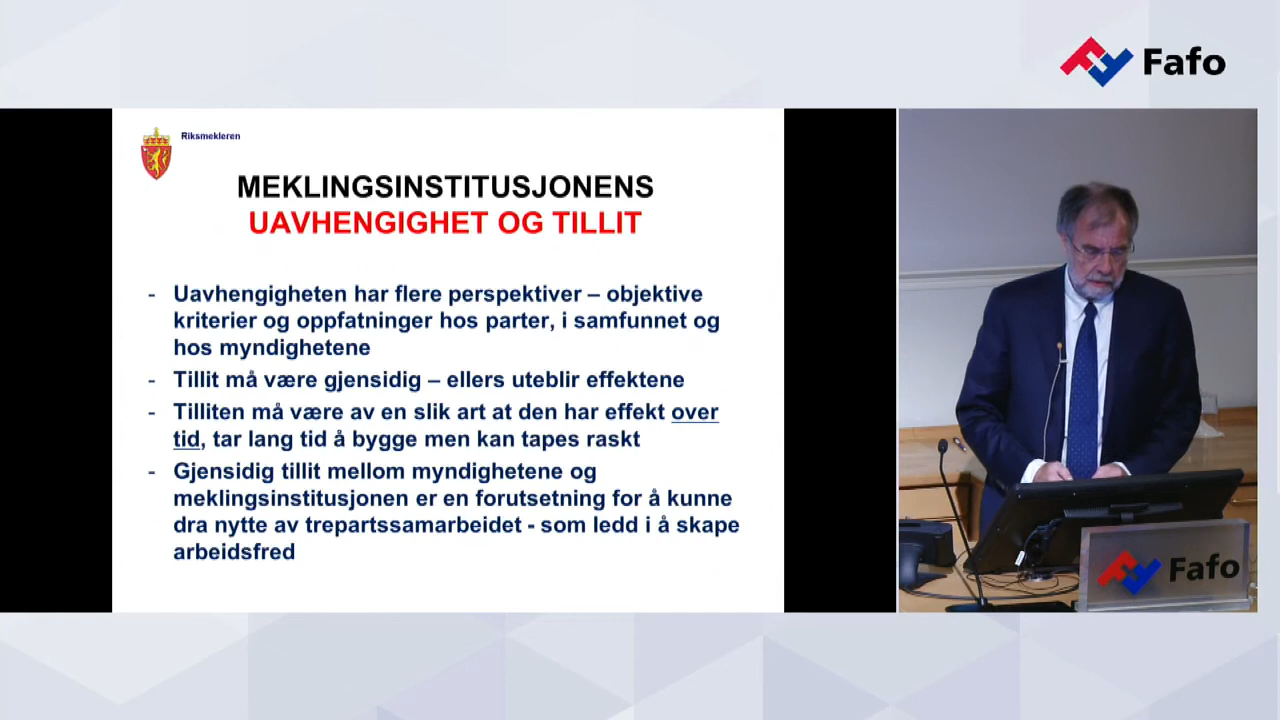 Fafo
Riksmekleren
MEKLINGSINSTITUSJONENS
UAVHENGIGHET OG TILLIT
- Uavhengigheten har flere perspektiver – objektive
kriterier og oppfatninger hos parter, i samfunnet og
hos myndighetene
- Tillit må være gjensidig – ellers uteblir effektene
- Tilliten må være av en slik art at den har effekt over
tid, tar lang tid å bygge men kan tapes raskt
- Gjensidig tillit mellom myndighetene og
meklingsinstitusjonen er en forutsetning for å kunne
dra nytte av trepartssamarbeidet - som ledd i å skape
arbeidsfred
Fafo